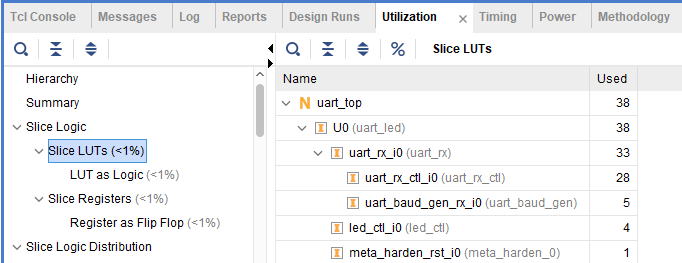 Tcl Console Messages Log Reports Design Runs Utilization × Timing Power Methodology
Slice LUTs
Hierarchy
Summary
Slice Logic
Slice LUTs (<1%)
LUT as Logic (<1%)
Slice Registers (<1%)
Register as Flip Flop (<1%)
Slice Logic Distribution
Name Used
N uart_top 38
I U0 (uart_led) 38
I uart_rx_i0 (uart_rx) 33
I uart_rx_ctl_i0 (uart_rx_ctl) 28
I uart_baud_gen_rx_i0 (uart_baud_gen) 5
I led_ctl_i0 (led_ctl) 4
I meta_harden_rst_i0 (meta_harden_0) 1